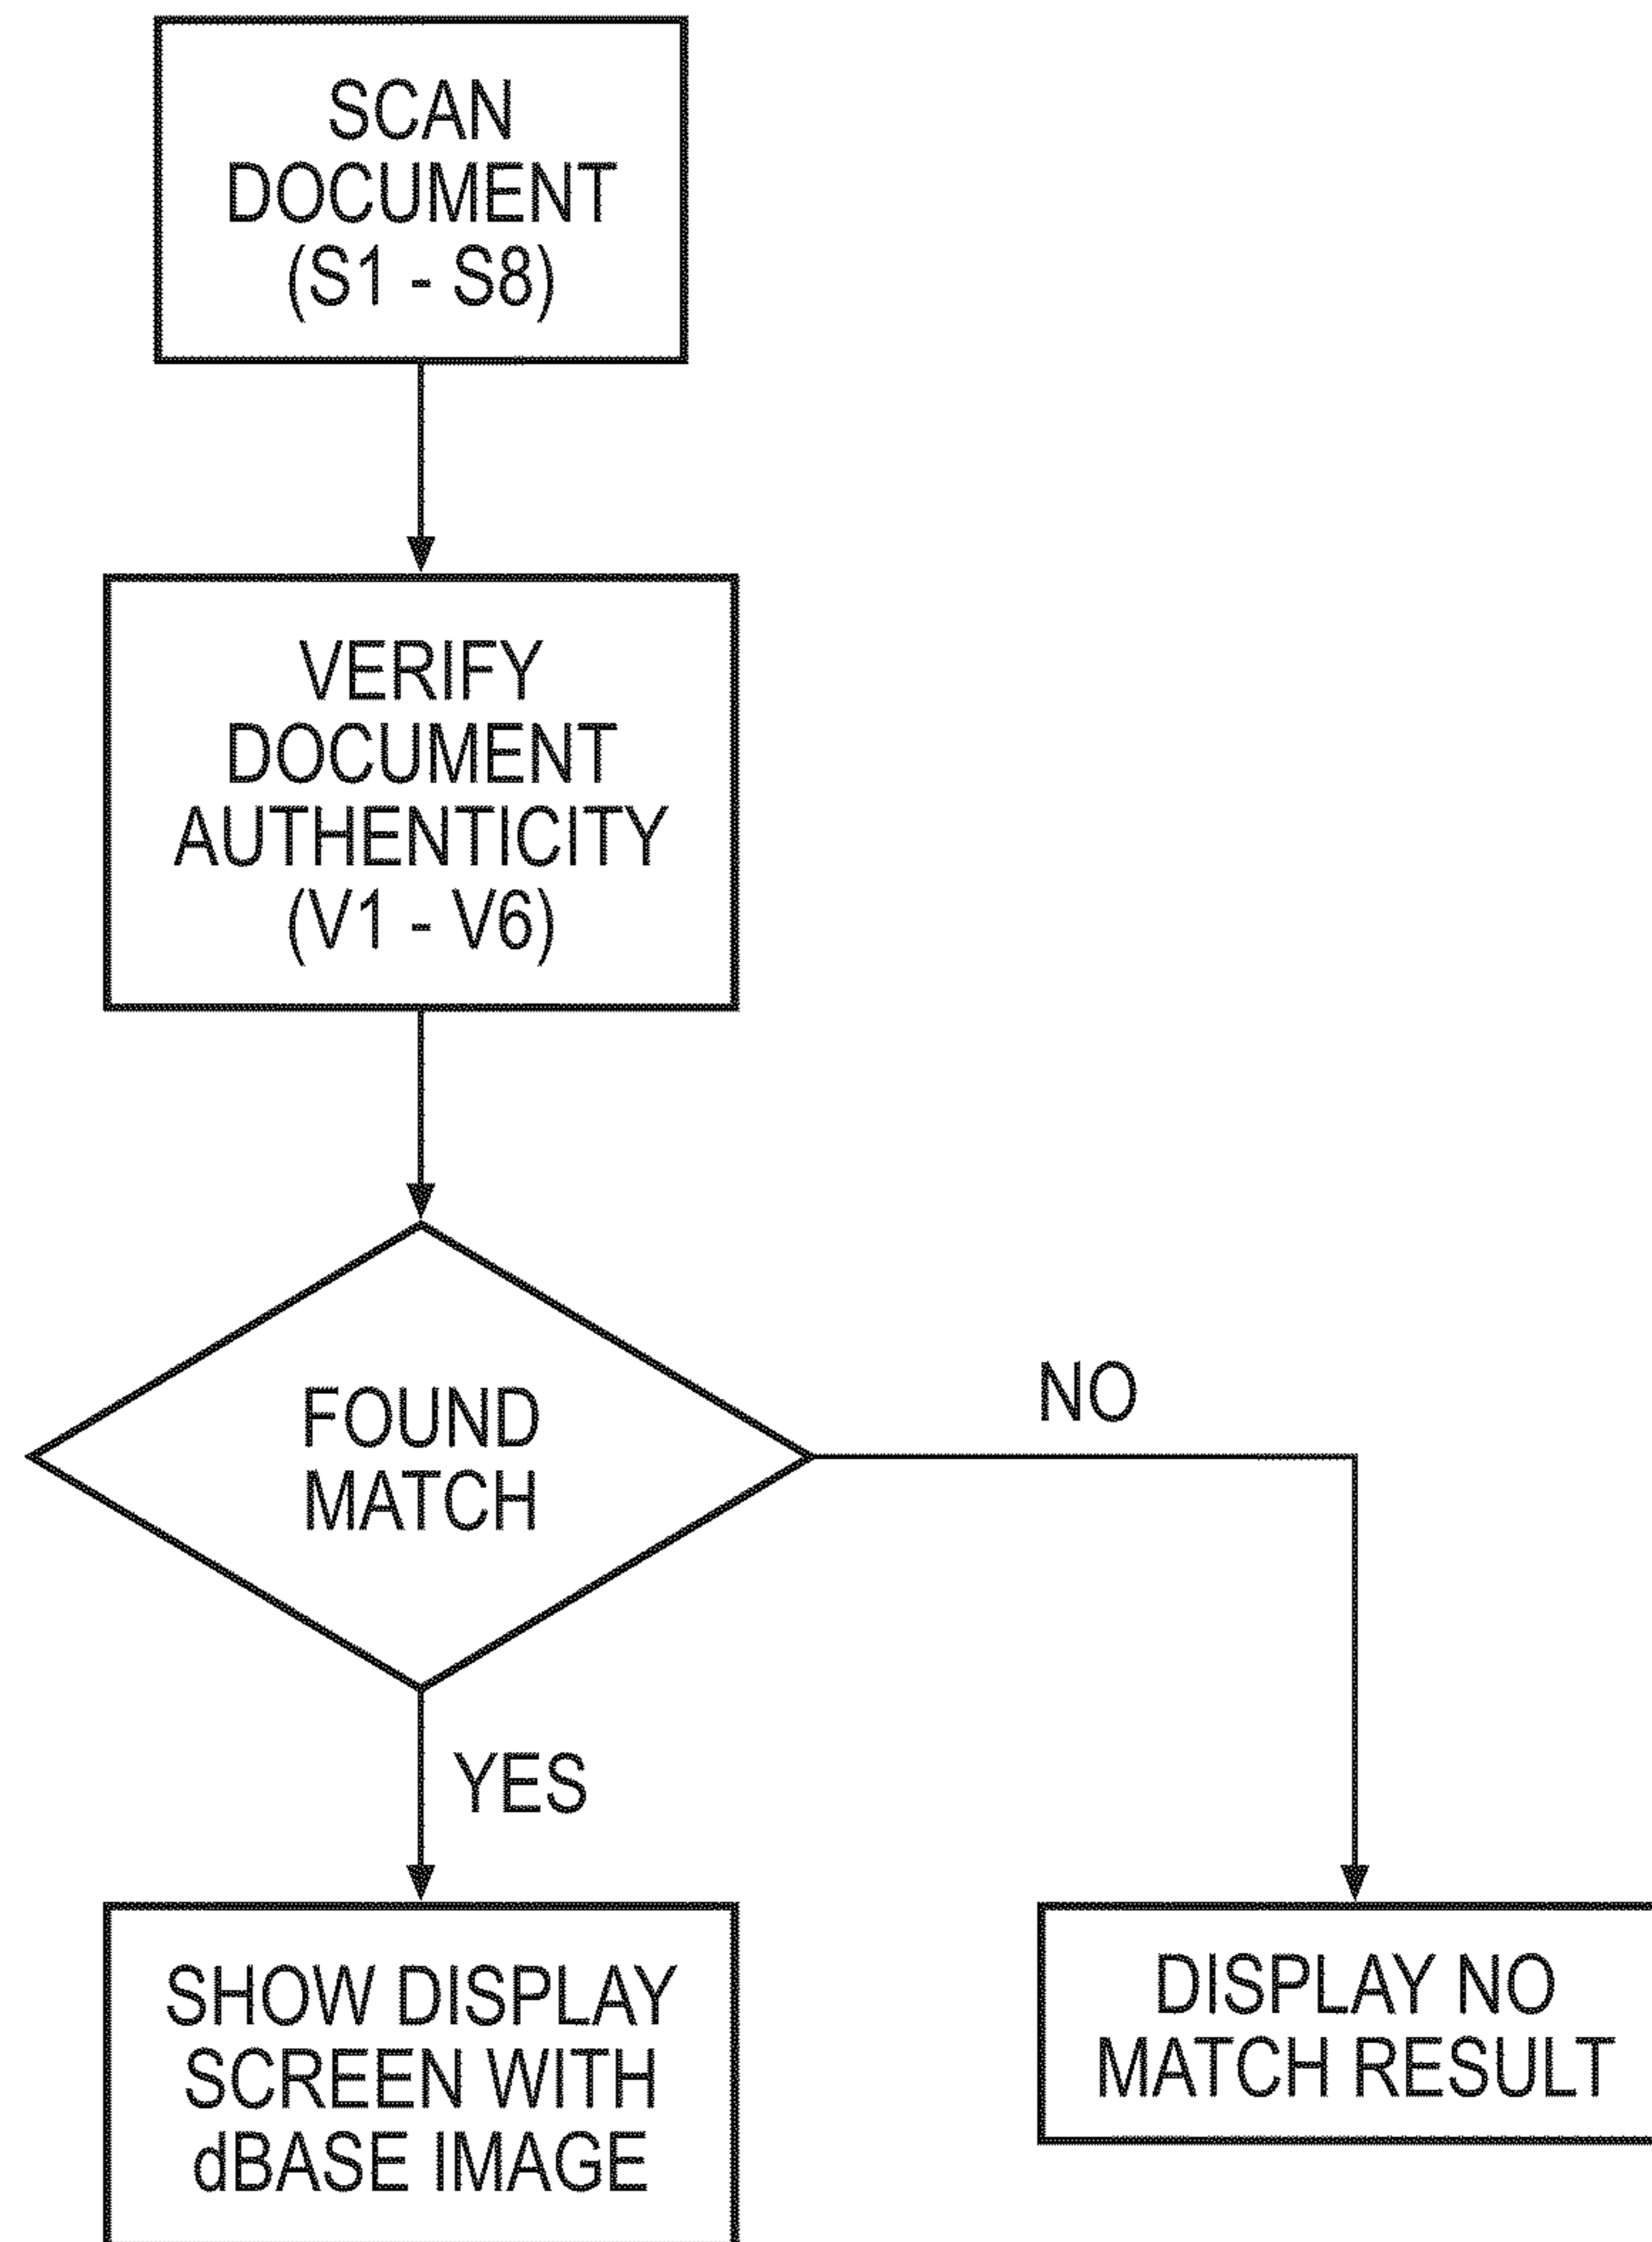 SCAN
DOCUMENT
(S1 - S8)
VERIFY
DOCUMENT
AUTHENTICITY
(V1 - V6)
FOUND
MATCH
NO
YES
SHOW DISPLAY
SCREEN WITH
dBASE IMAGE
DISPLAY NO
MATCH RESULT